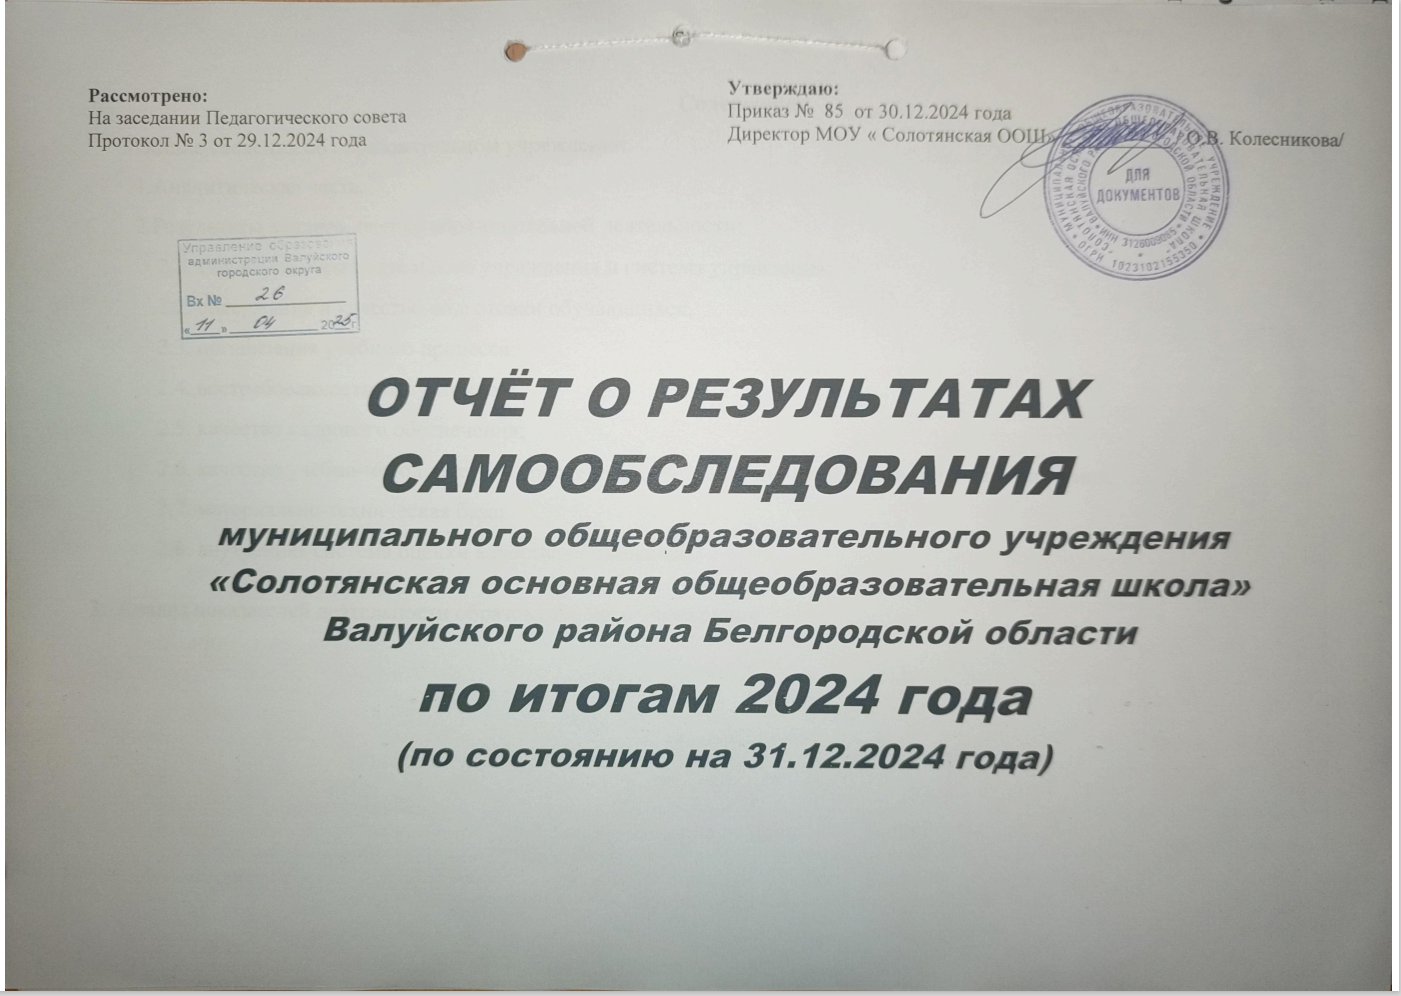 Рассмотрено:
На заседании Педагогического совета
Протокол № 3 от 29.12.2024 года
Утверждаю:
Приказ № 85 от 30.12.2024 года
Директор МОУ « Солотянская ООШ» /О.В. Колесникова/
ДЛЯ
ДОКУМЕНТОВ
Управление образования
администрации Валуйского
городского округа
Вх № 26
«11» 04 2025г
ОТЧЁТ О РЕЗУЛЬТАТАХ
САМООБСЛЕДОВАНИЯ
муниципального общеобразовательного учреждения
«Солотянская основная общеобразовательная школа»
Валуйского района Белгородской области
по итогам 2024 года
(по состоянию на 31.12.2024 года)